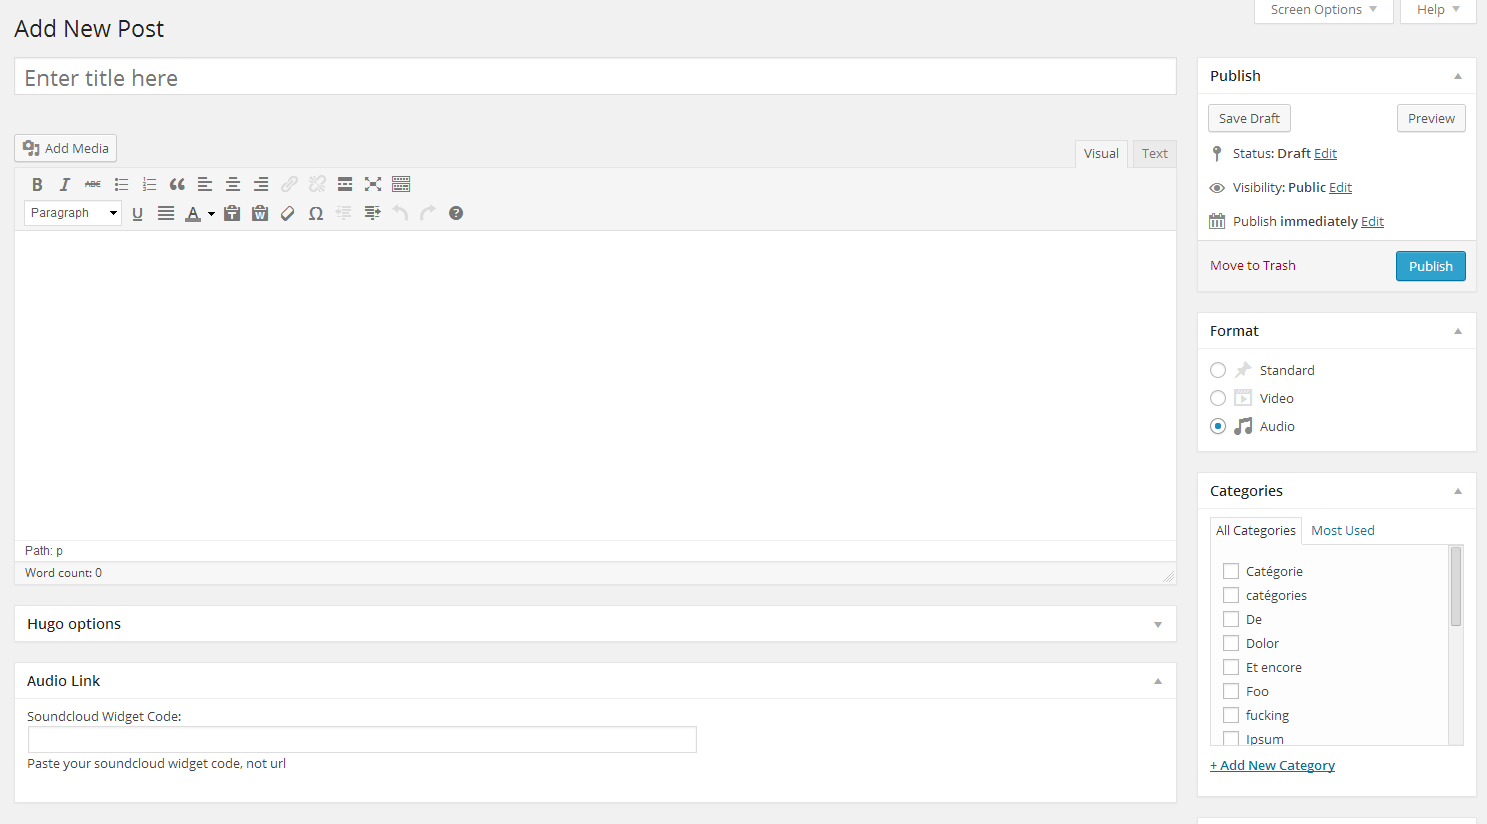 Screen Options
Help
Add New Post
Enter title here
Add Media
Visual
Text
B I ABC
Paragraph U A T W Ω ?
Path: p
Word count: 0
Hugo options
Audio Link
Soundcloud Widget Code:
Paste your soundcloud widget code, not url
Publish
Save Draft
Preview
Status: Draft Edit
Visibility: Public Edit
Publish immediately Edit
Move to Trash
Publish
Format
Standard
Video
Audio
Categories
All Categories
Most Used
Catégorie
catégories
De
Dolor
Et encore
Foo
fucking
Ipsum
+ Add New Category